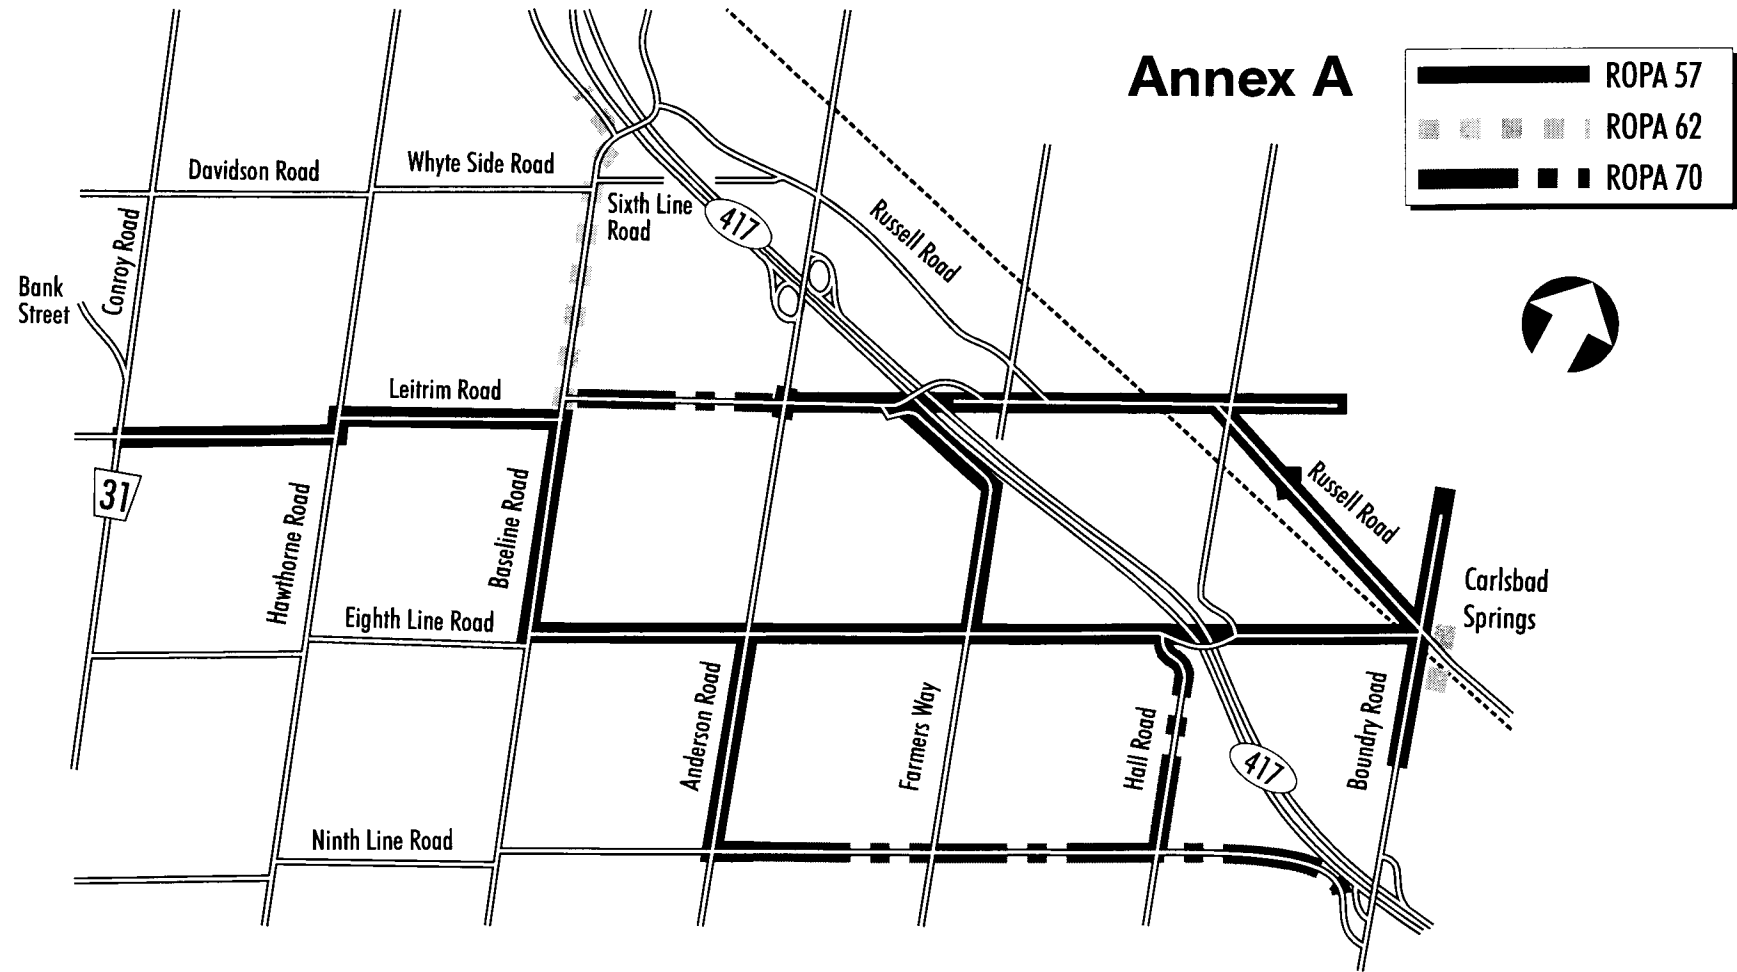 Annex A
ROPA 57
ROPA 62
ROPA 70
Davidson Road
Whyte Side Road
Sixth Line
Road
417
Russell Road
Conroy Road
Bank
Street
Leitrim Road
31
Hawthorne Road
Baseline Road
Russell Road
Carlsbad
Springs
Eighth Line Road
Anderson Road
Farmers Way
Hall Road
417
Boundry Road
Ninth Line Road